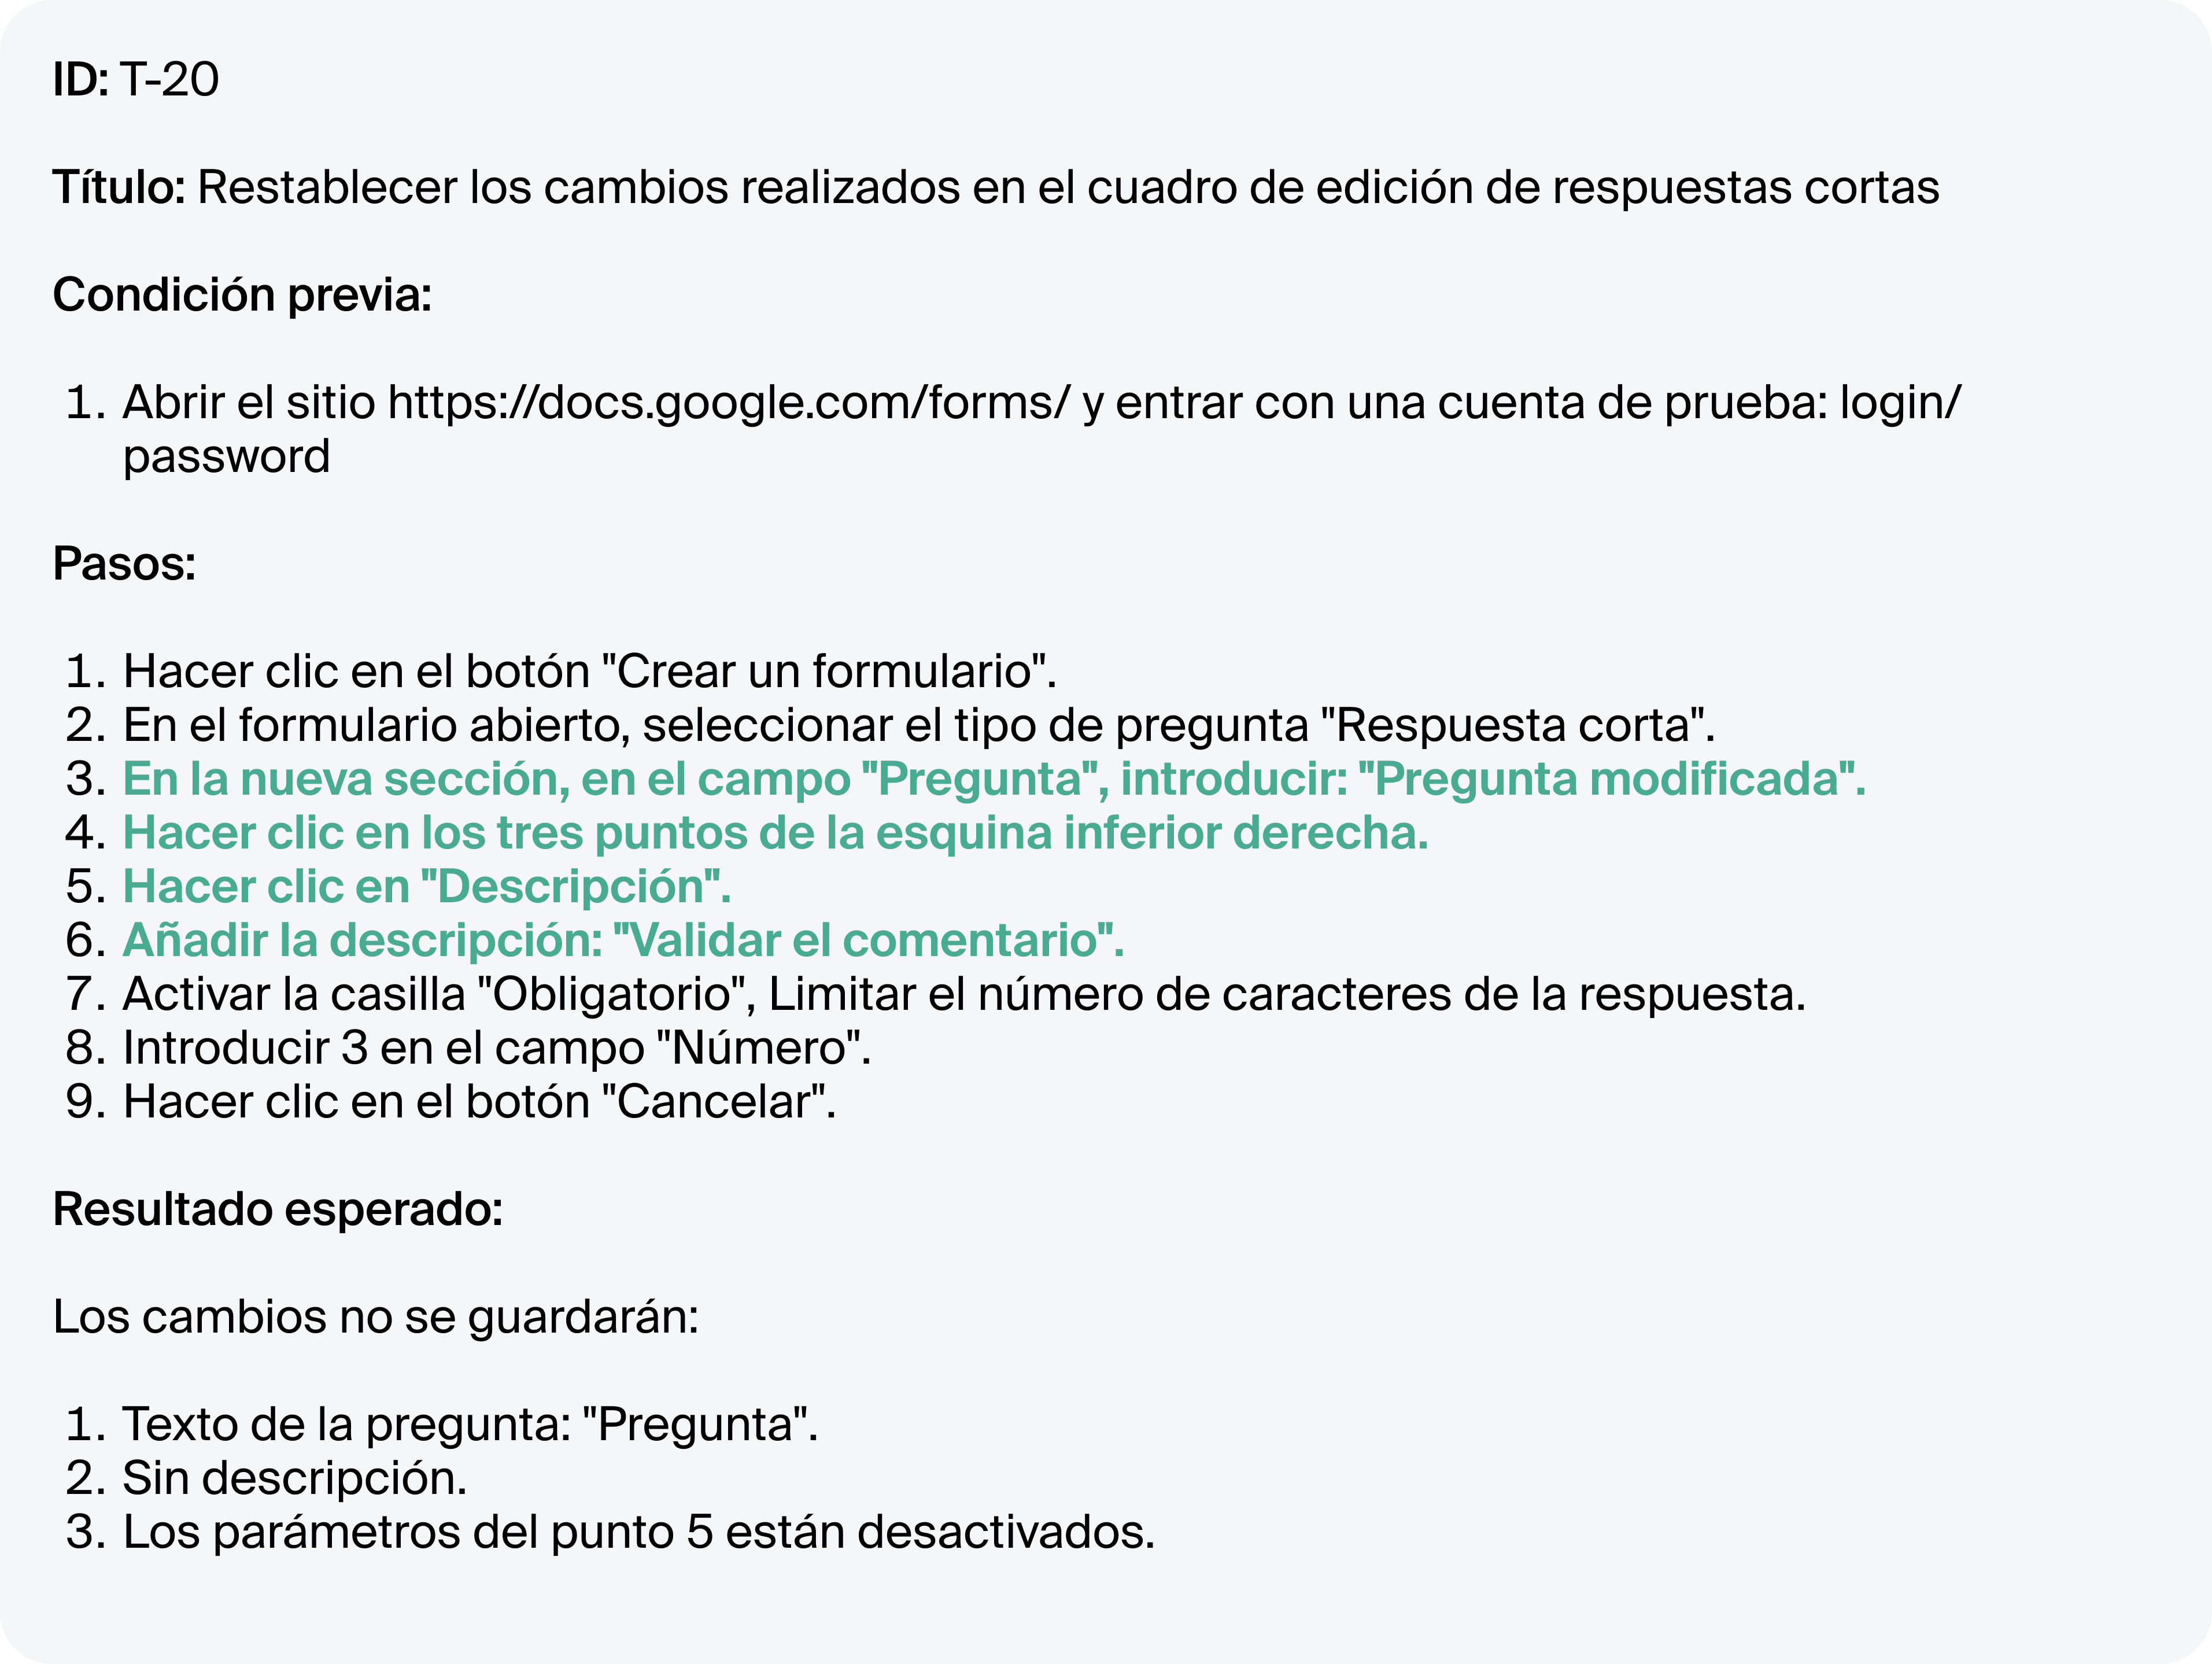 ID: T-20
Título: Restablecer los cambios realizados en el cuadro de edición de respuestas cortas
Condición previa:
1. Abrir el sitio https://docs.google.com/forms/ y entrar con una cuenta de prueba: login/
password
Pasos:
1. Hacer clic en el botón "Crear un formulario".
2. En el formulario abierto, seleccionar el tipo de pregunta "Respuesta corta".
3. En la nueva sección, en el campo "Pregunta", introducir: "Pregunta modificada".
4. Hacer clic en los tres puntos de la esquina inferior derecha.
5. Hacer clic en "Descripción".
6. Añadir la descripción: "Validar el comentario".
7. Activar la casilla "Obligatorio", Limitar el número de caracteres de la respuesta.
8. Introducir 3 en el campo "Número".
9. Hacer clic en el botón "Cancelar".
Resultado esperado:
Los cambios no se guardarán:
1. Texto de la pregunta: "Pregunta".
2. Sin descripción.
3. Los parámetros del punto 5 están desactivados.